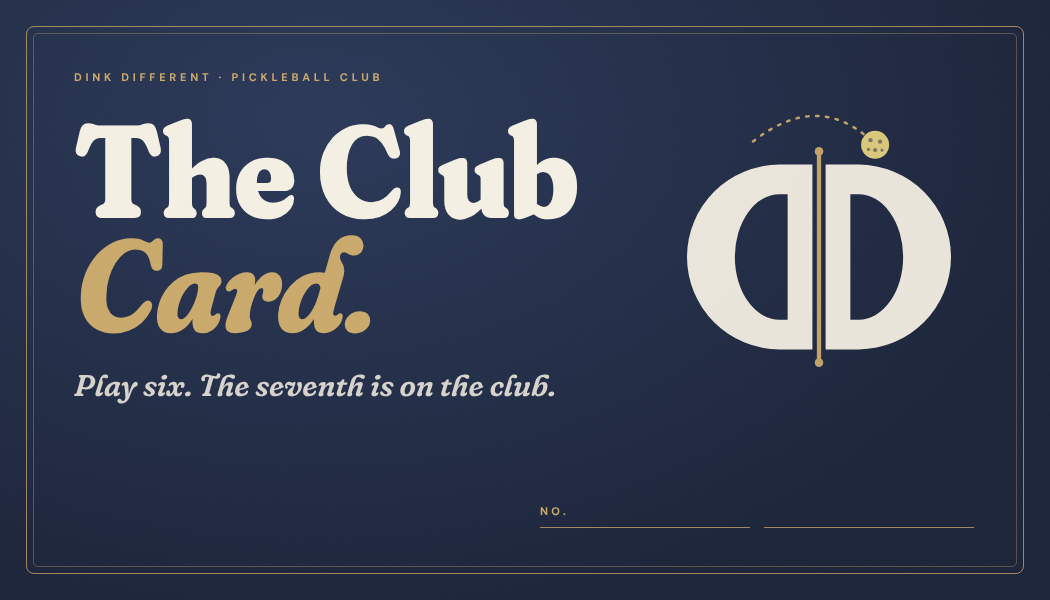 DINK DIFFERENT · PICKLEBALL CLUB
The Club
Card.
Play six. The seventh is on the club.
NO.